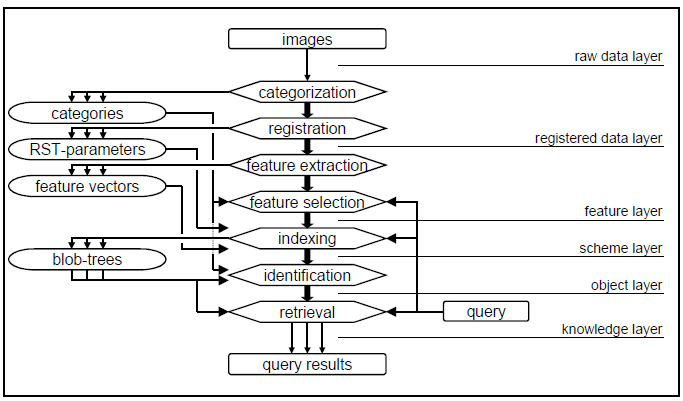 images
raw data layer
categorization
categories
registration
registered data layer
RST-parameters
feature extraction
feature vectors
feature selection
feature layer
indexing
scheme layer
blob-trees
identification
object layer
retrieval
query
knowledge layer
query results